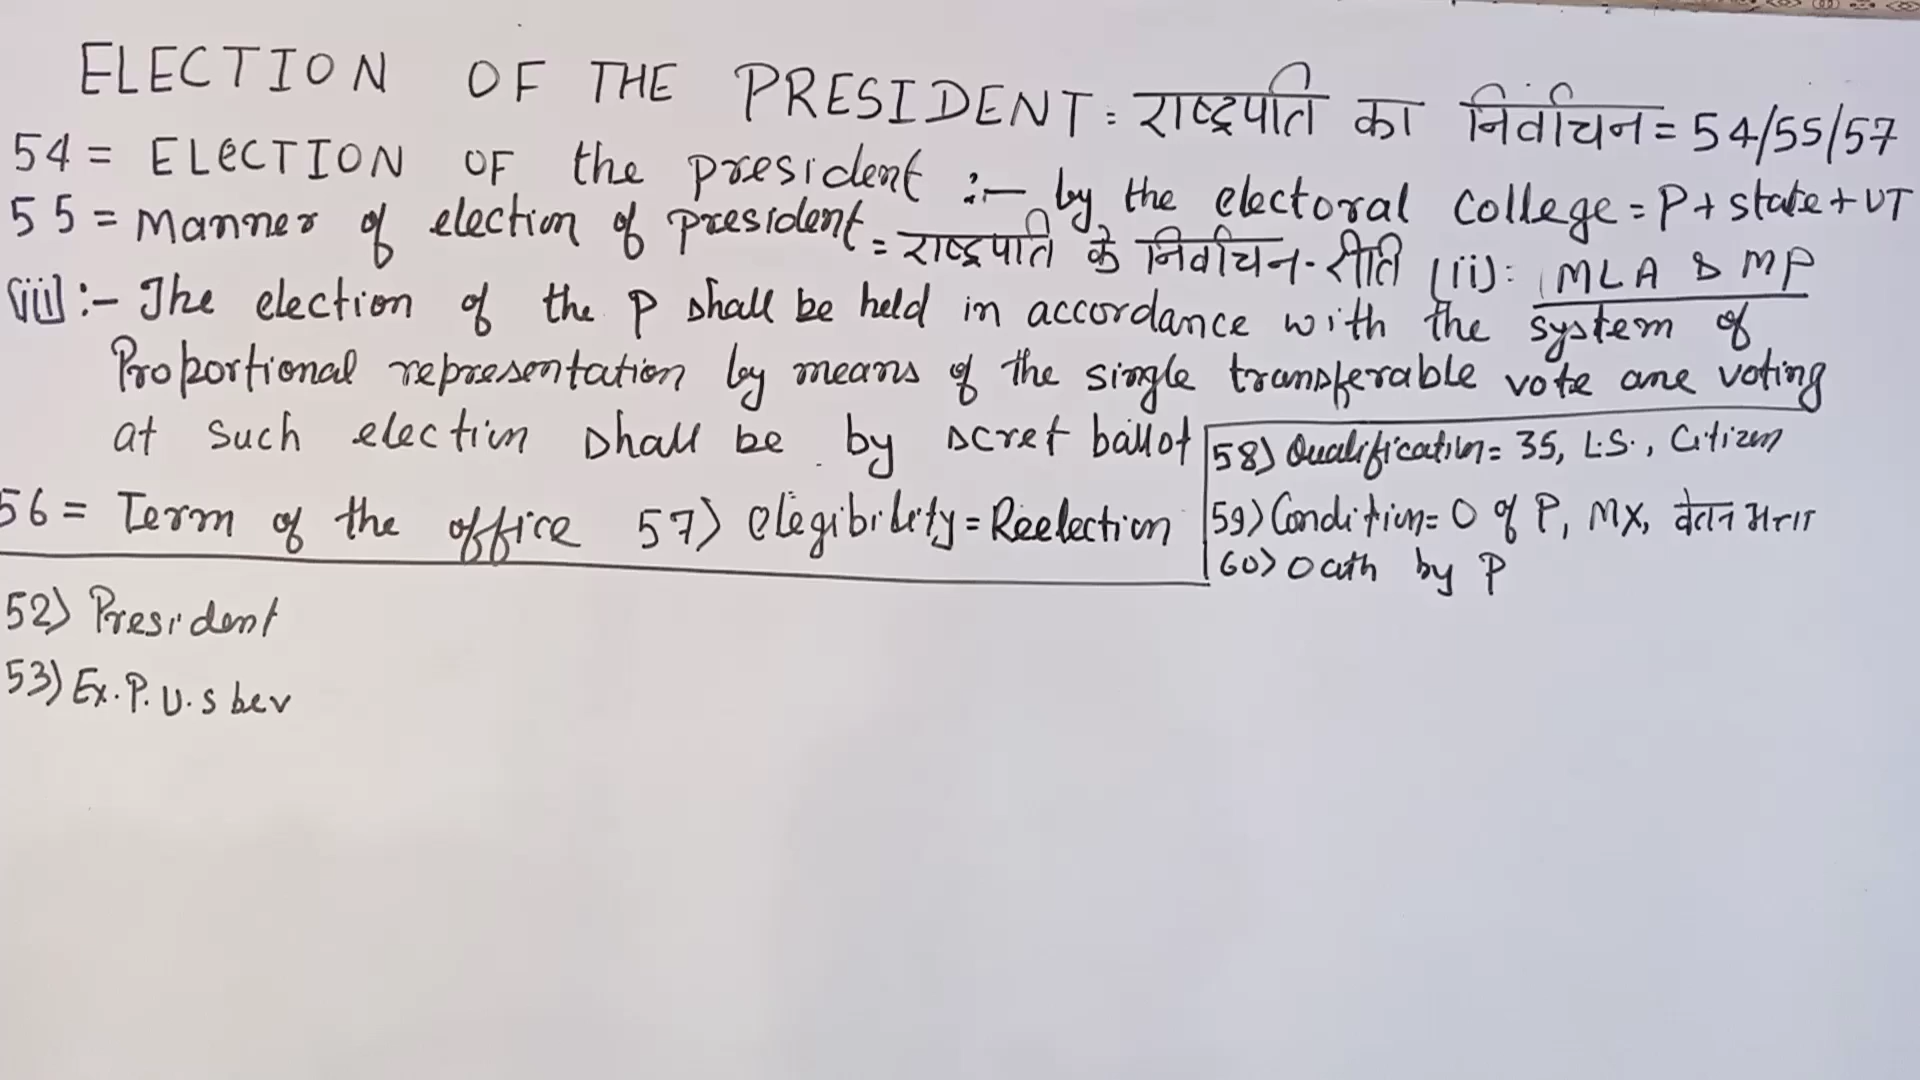 ELECTION OF THE PRESIDENT: राष्ट्रपति का निर्वाचन = 54/55/57
54 = ELeCTION OF the president :- by the electoral college = P + state + UT
55 = Manner of election of president = राष्ट्रपति के निर्वाचन - रीति (ii): MLA & MP
(iii) :- The election of the P shall be held in accordance with the system of
Proportional representation by means of the single transferable vote ane voting
at such election shall be by scret ballot
56 = Term of the office 57) elegibility = Reelection
58) Qualification = 35, L.S., Citizen
59) Condition = O of P, MX, वेतन भत्ता
60) Oath by P
52) President
53) Ex. P. U. s bev